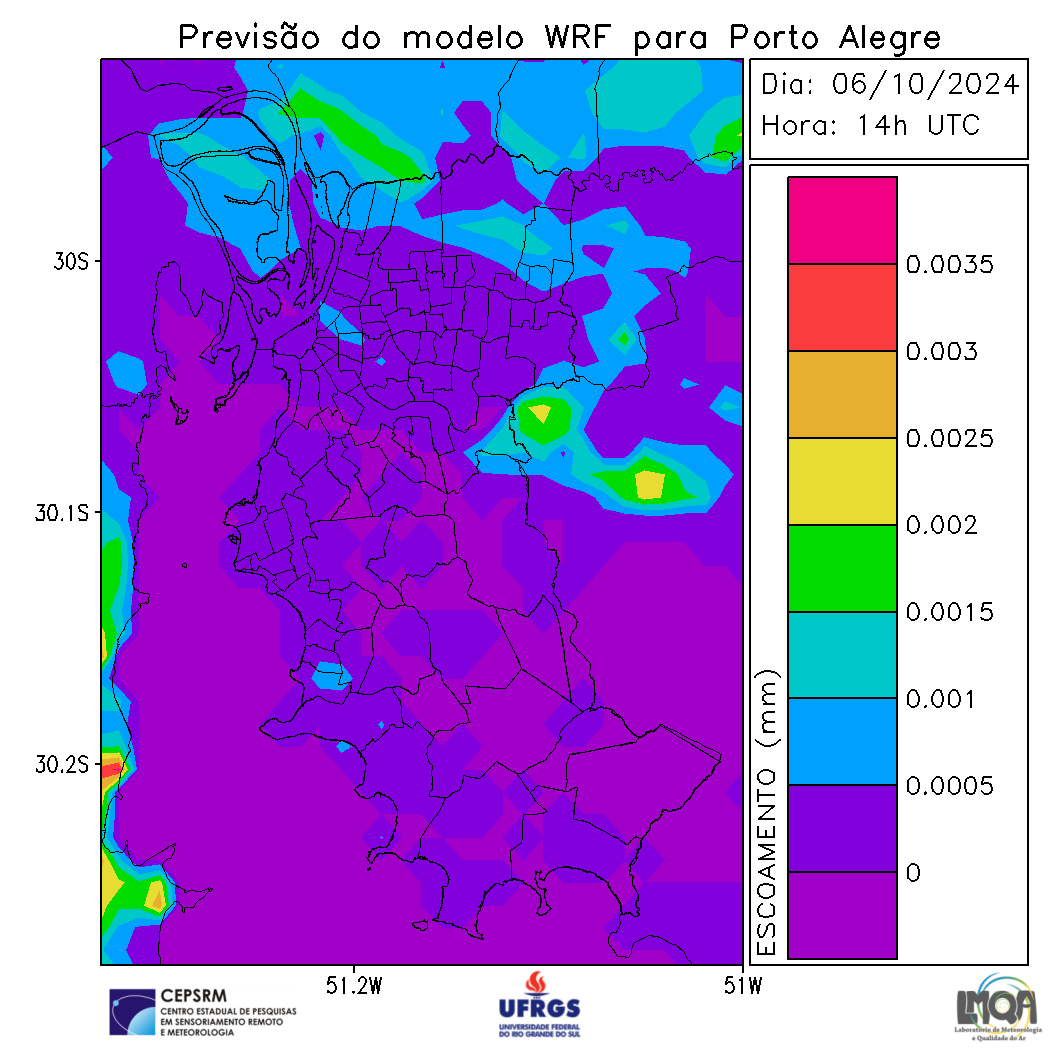 Previsão do modelo WRF para Porto Alegre
Dia: 06/10/2024
Hora: 14h UTC
0.0035
0.003
0.0025
0.002
0.0015
0.001
0.0005
0
ESCOAMENTO (mm)
30S
30.1S
30.2S
51.2W
51W
CEPSRM
CENTRO ESTADUAL DE PESQUISAS
EM SENSORIAMENTO REMOTO
E METEOROLOGIA
UFRGS
UNIVERSIDADE FEDERAL
DO RIO GRANDE DO SUL
LMQA
Laboratório de Meteorologia
e Qualidade do Ar